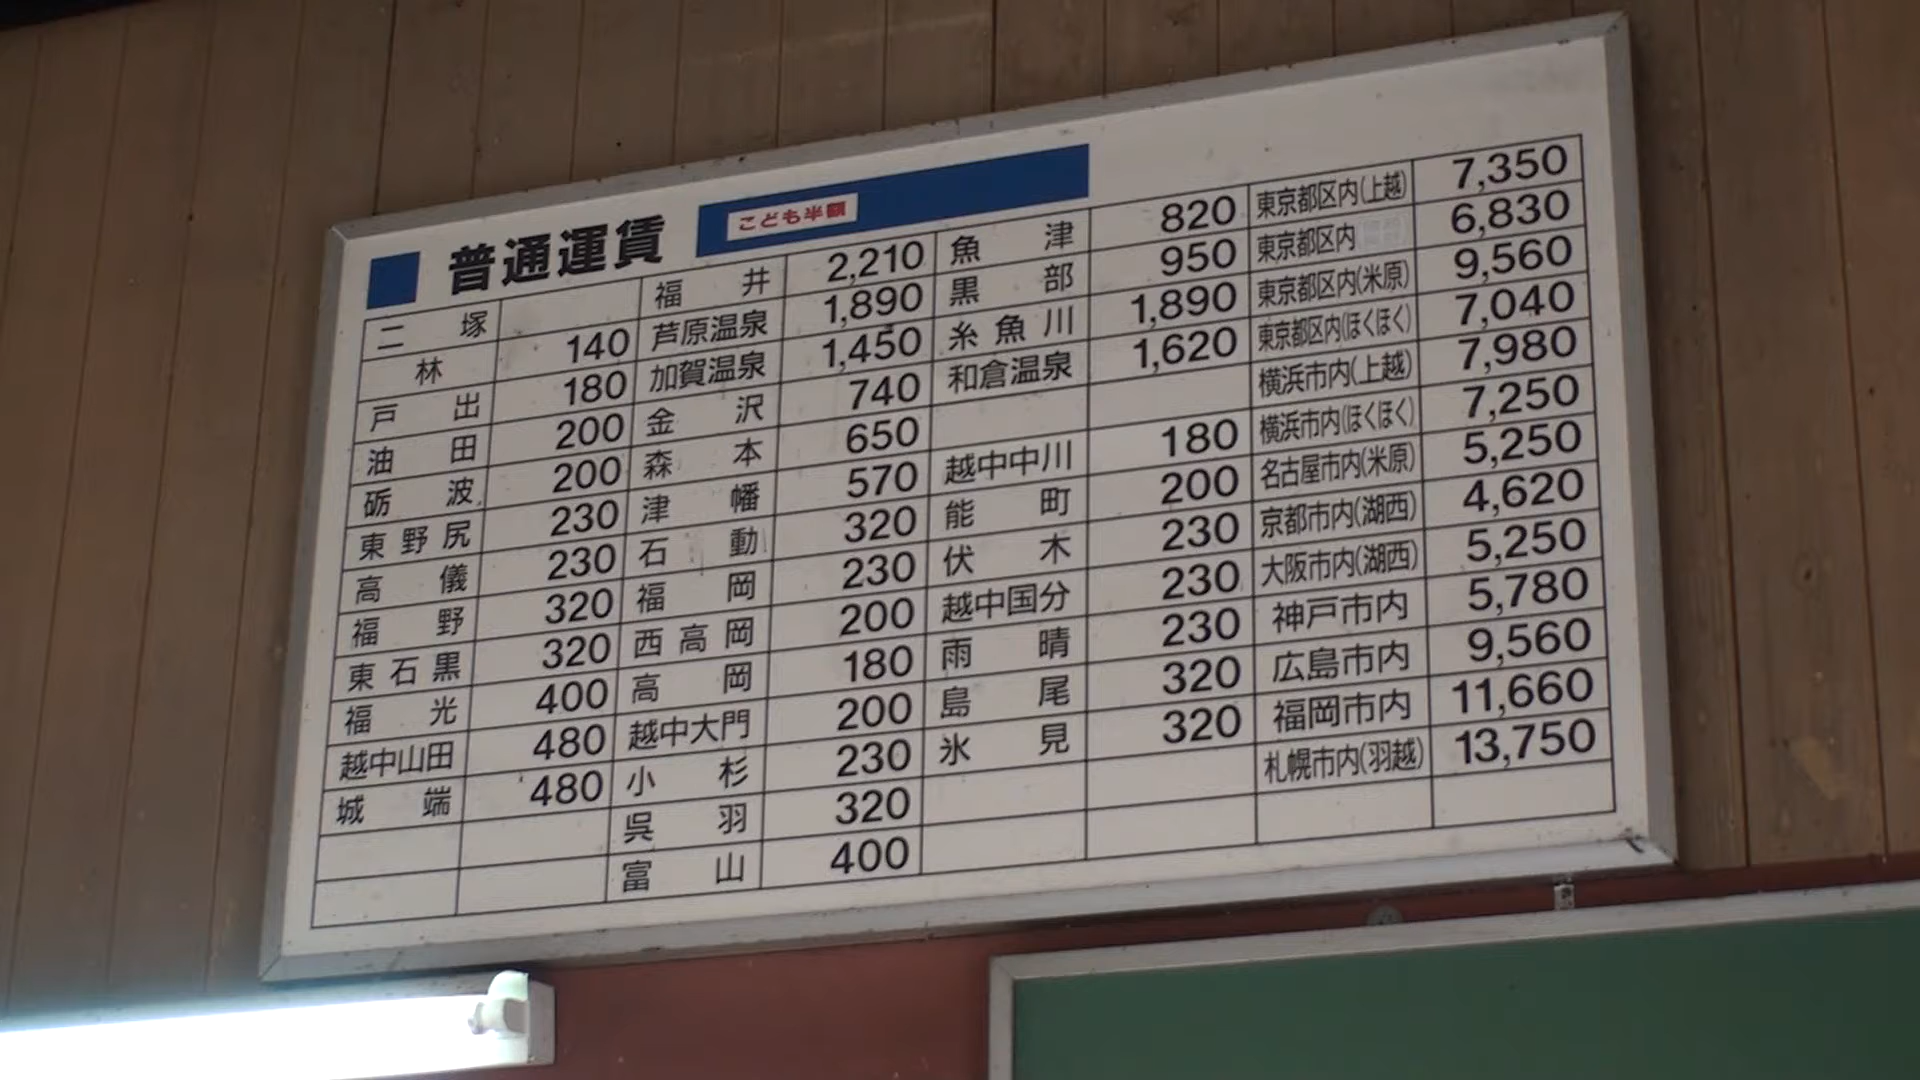 普通運賃 こども半額
二塚
林 140
戸出 180
油田 200
砺波 200
東野尻 230
高儀 230
福野 320
東石黒 320
福光 400
越中山田 480
城端 480
福井 2,210
芦原温泉 1,890
加賀温泉 1,450
金沢 740
森本 650
津幡 570
石動 320
福岡 230
西高岡 200
高岡 180
越中大門 200
小杉 230
呉羽 320
富山 400
魚津 820
黒部 950
糸魚川 1,890
和倉温泉 1,620
越中中川 180
能町 200
伏木 230
越中国分 230
雨晴 230
島尾 320
氷見 320
東京都区内(上越) 7,350
東京都区内 6,830
東京都区内(米原) 9,560
東京都区内(ほくほく) 7,040
横浜市内(上越) 7,980
横浜市内(ほくほく) 7,250
名古屋市内(米原) 5,250
京都市内(湖西) 4,620
大阪市内(湖西) 5,250
神戸市内 5,780
広島市内 9,560
福岡市内 11,660
札幌市内(羽越) 13,750